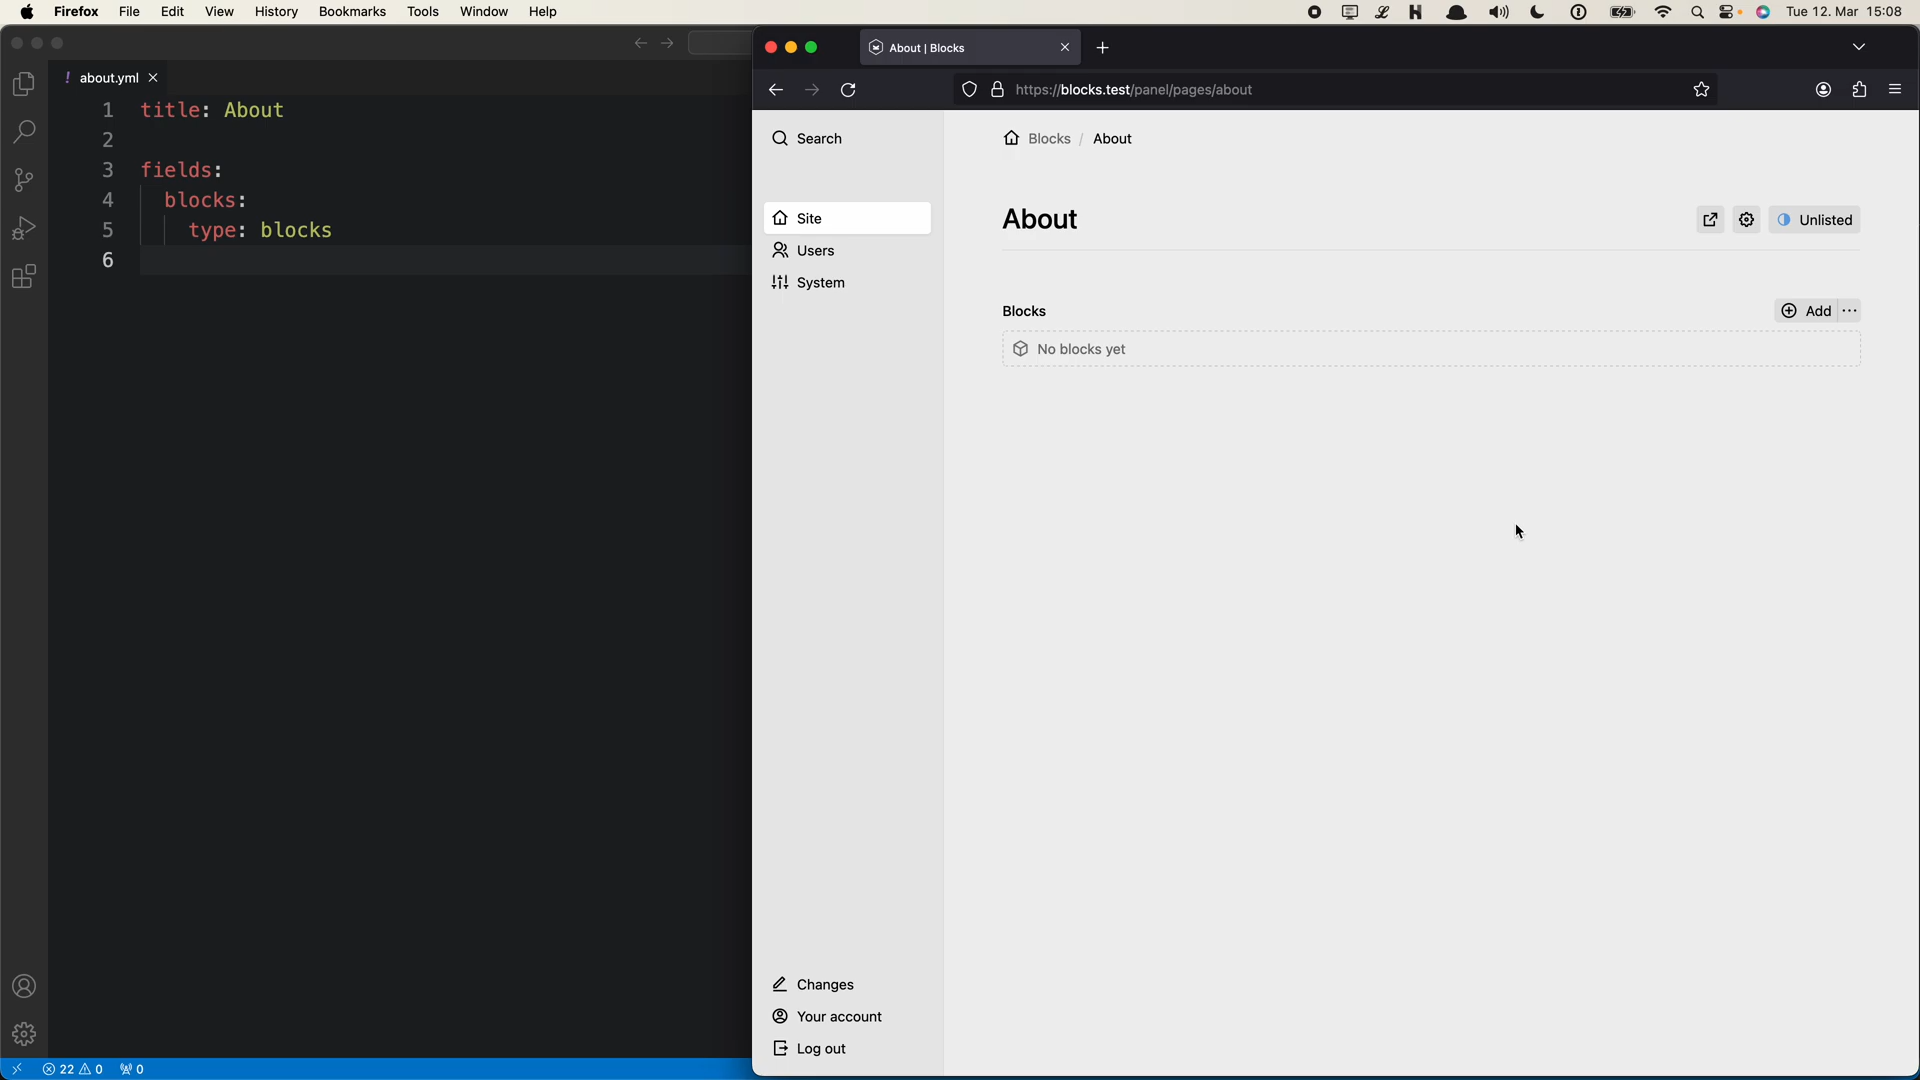 Firefox File Edit View History Bookmarks Tools Window Help Tue 12. Mar 15:08
! about.yml
1 title: About
2
3 fields:
4 blocks:
5 type: blocks
6
22 0 0
About | Blocks
https://blocks.test/panel/pages/about
Search
Site
Users
System
Changes
Your account
Log out
Blocks / About
About
Unlisted
Blocks
Add
No blocks yet